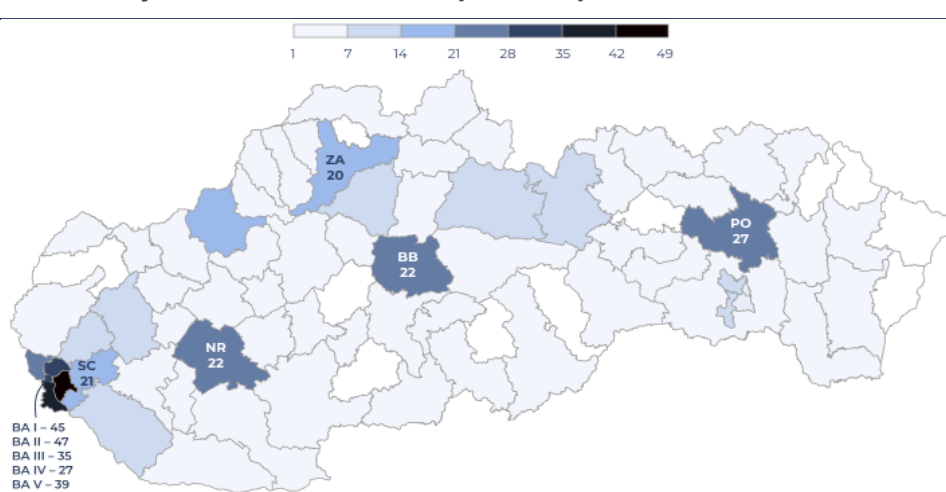 1 7 14 21 28 35 42 49
ZA
20
PO
27
BB
22
NR
22
SC
21
BA I – 45
BA II – 47
BA III – 35
BA IV – 27
BA V – 39